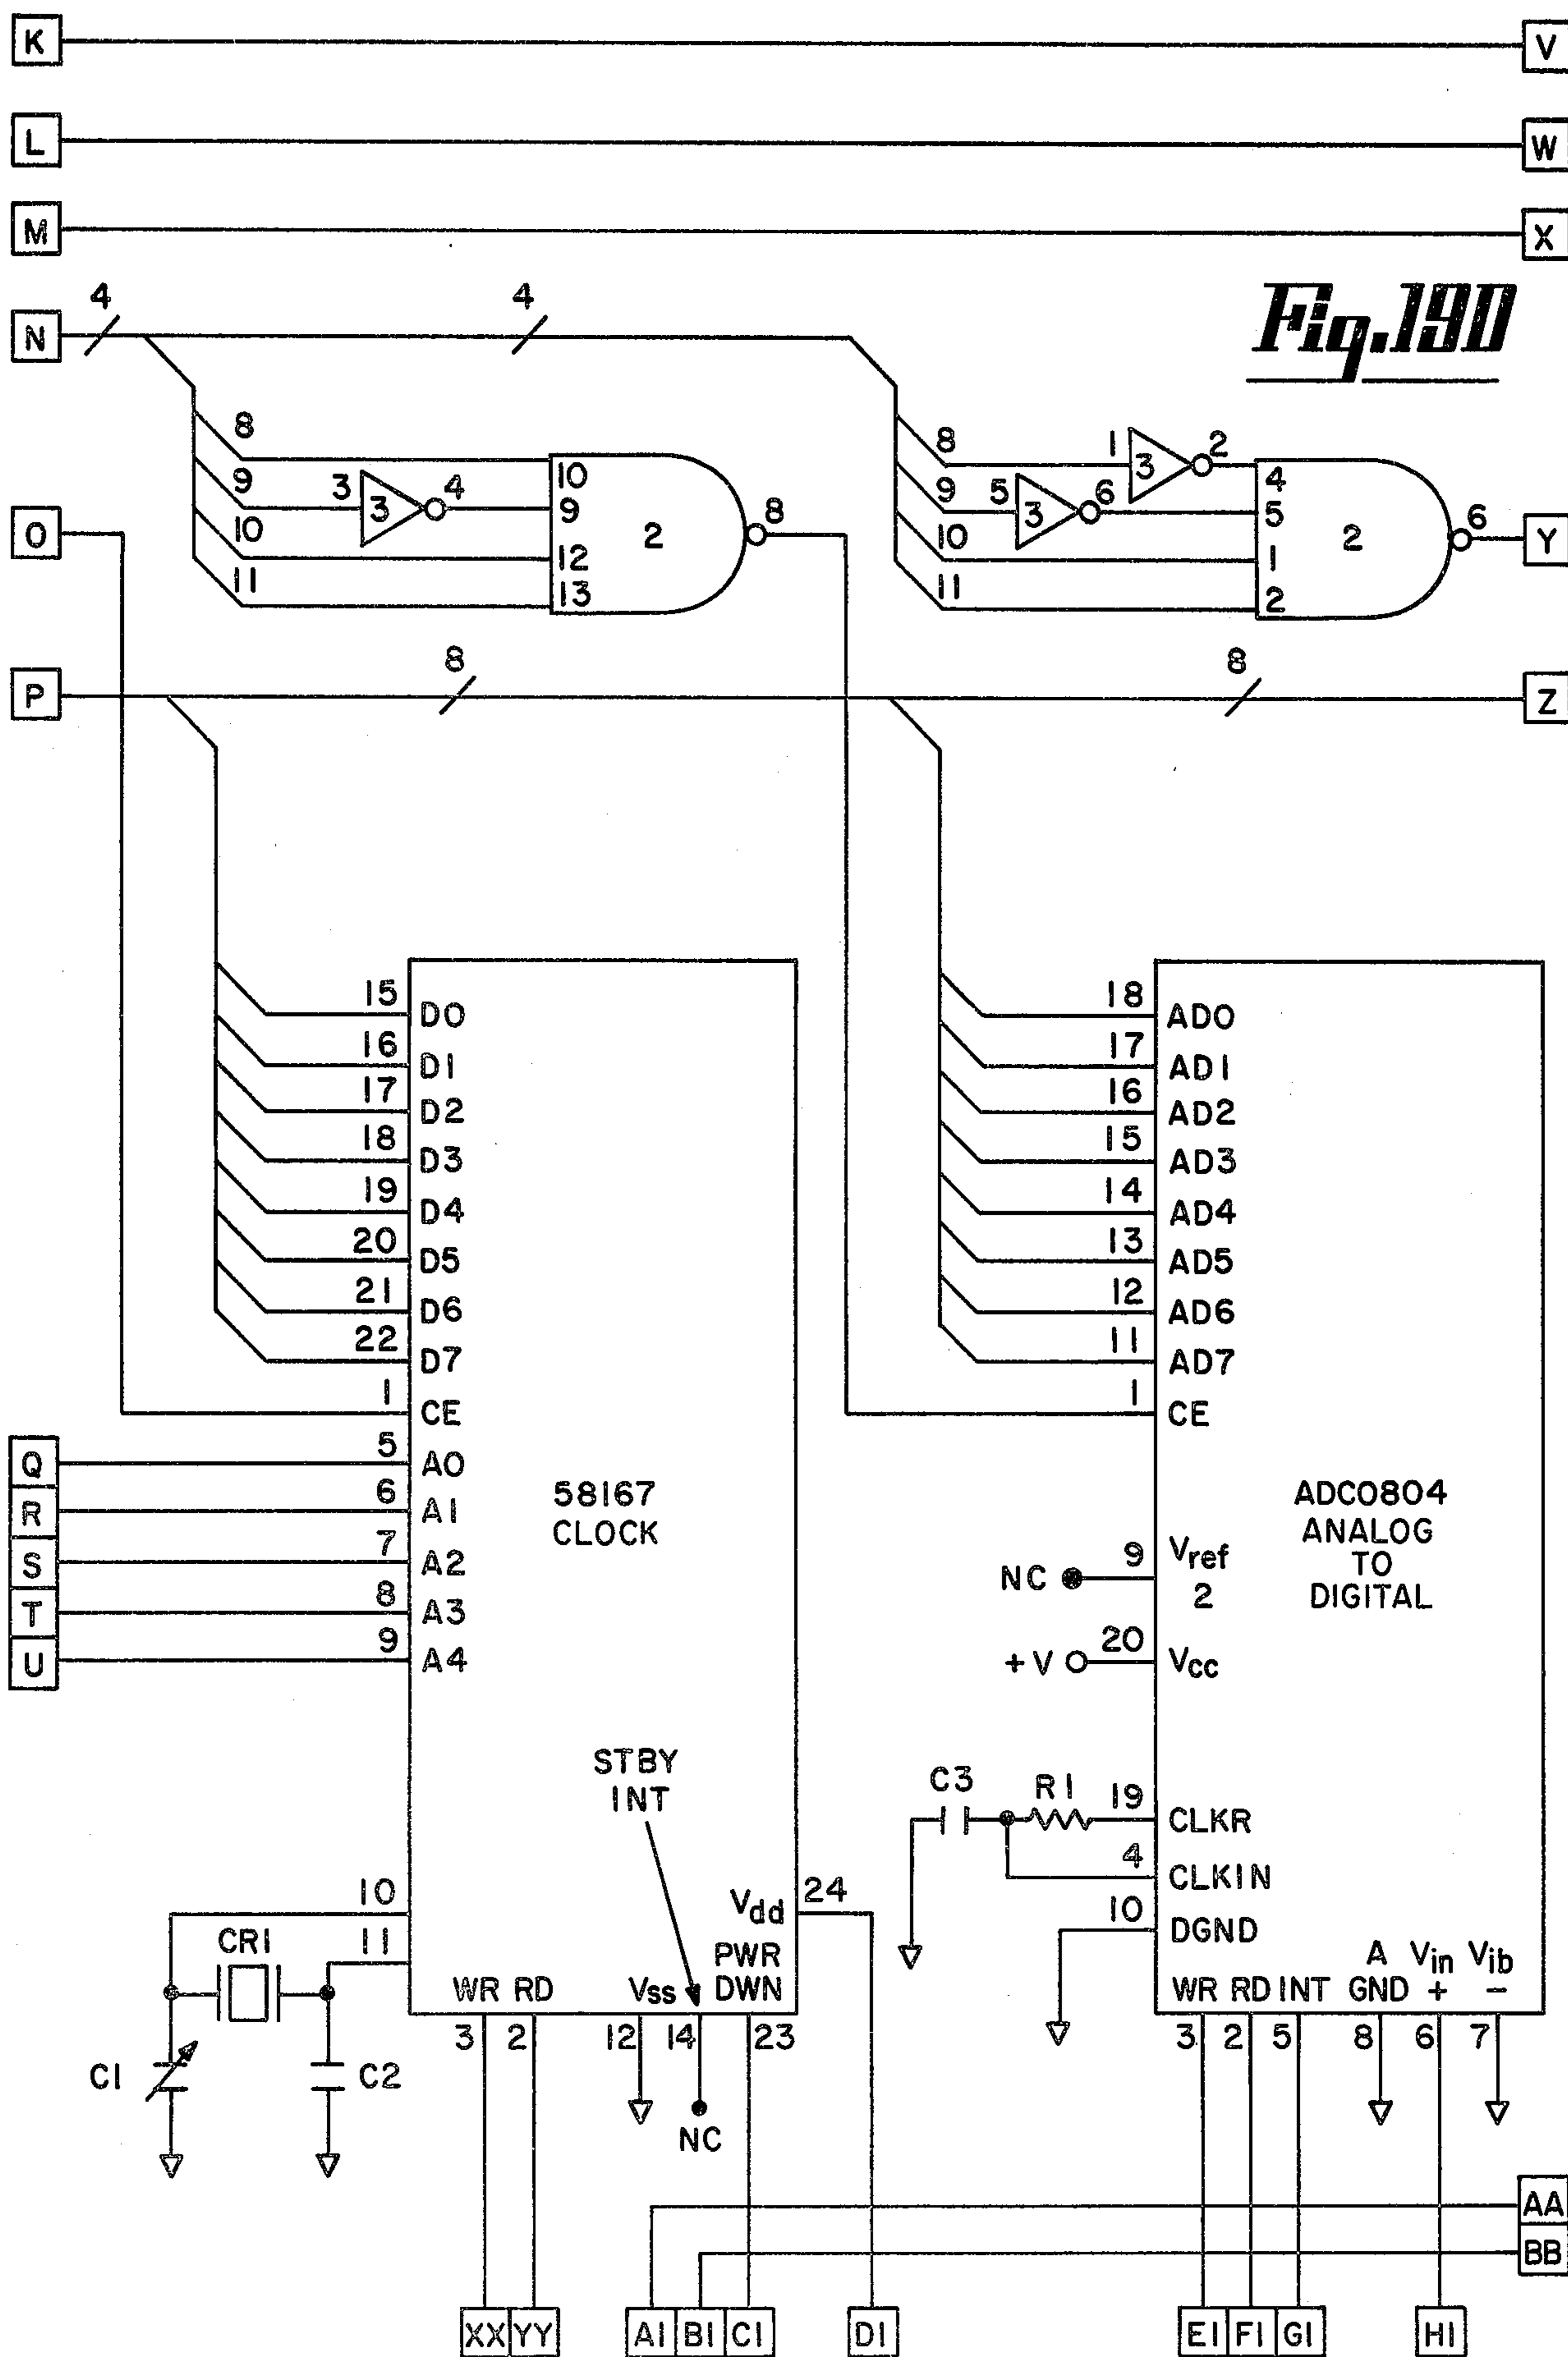 K V
L W
M X
Fig.19D
N 4 4
8 8 1 3 2
9 3 3 4 10 9 5 3 6 4
O 10 9 2 8 10 5 2 6 Y
11 12 11 1
13 2
P 8 8 Z
15 D0 18 AD0
16 D1 17 AD1
17 D2 16 AD2
18 D3 15 AD3
19 D4 14 AD4
20 D5 13 AD5
21 D6 12 AD6
22 D7 11 AD7
1 CE 1 CE
Q 5 A0
R 6 A1
S 7 A2
T 8 A3
U 9 A4
58167
CLOCK
ADC0804
ANALOG
TO
DIGITAL
NC 9 Vref
2
+V 20 Vcc
STBY
INT
C3 R1 19 CLKR
4 CLKIN
10 DGND
10
CR1 11
Vdd 24
PWR
WR RD Vss DWN
3 2 12 14 23
C1 C2
NC
A Vin Vib
WR RD INT GND + −
3 2 5 8 6 7
AA
BB
XX YY A1 B1 C1 D1 E1 F1 G1 H1